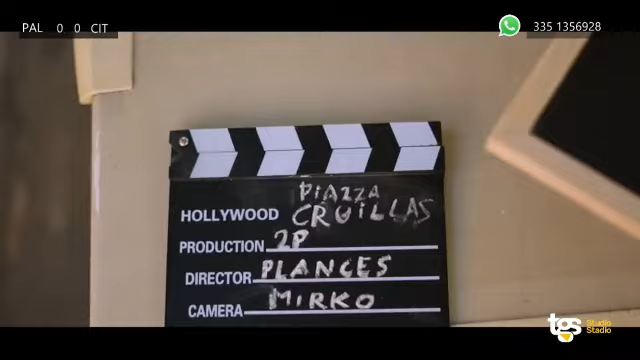 PAL 0 0 CIT
335 1356928
PiAZZA
HOLLYWOOD CRUiLLAS
PRODUCTION 2P
DIRECTOR PLANCES
CAMERA MiRKO
tgs Studio
Stadio